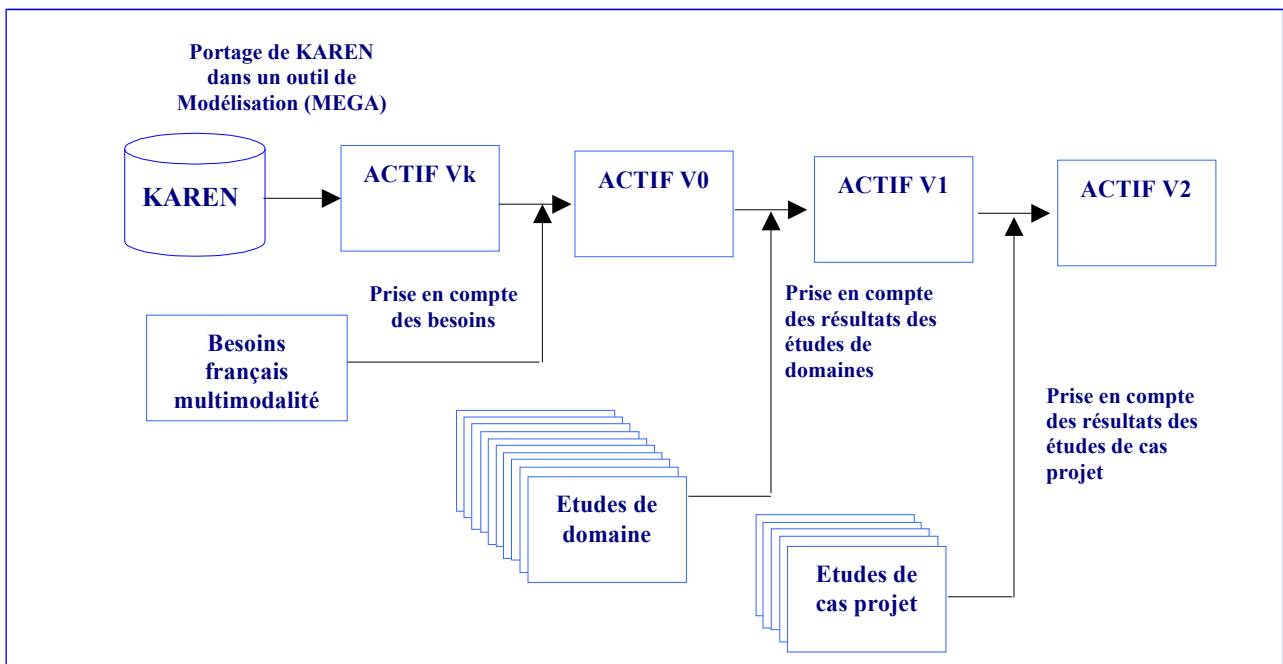 Portage de KAREN
dans un outil de
Modélisation (MEGA)
KAREN
ACTIF Vk
ACTIF V0
ACTIF V1
ACTIF V2
Prise en compte
des besoins
Besoins
français
multimodalité
Prise en compte
des résultats des
études de
domaines
Etudes de
domaine
Prise en compte
des résultats des
études de cas
projet
Etudes de
cas projet